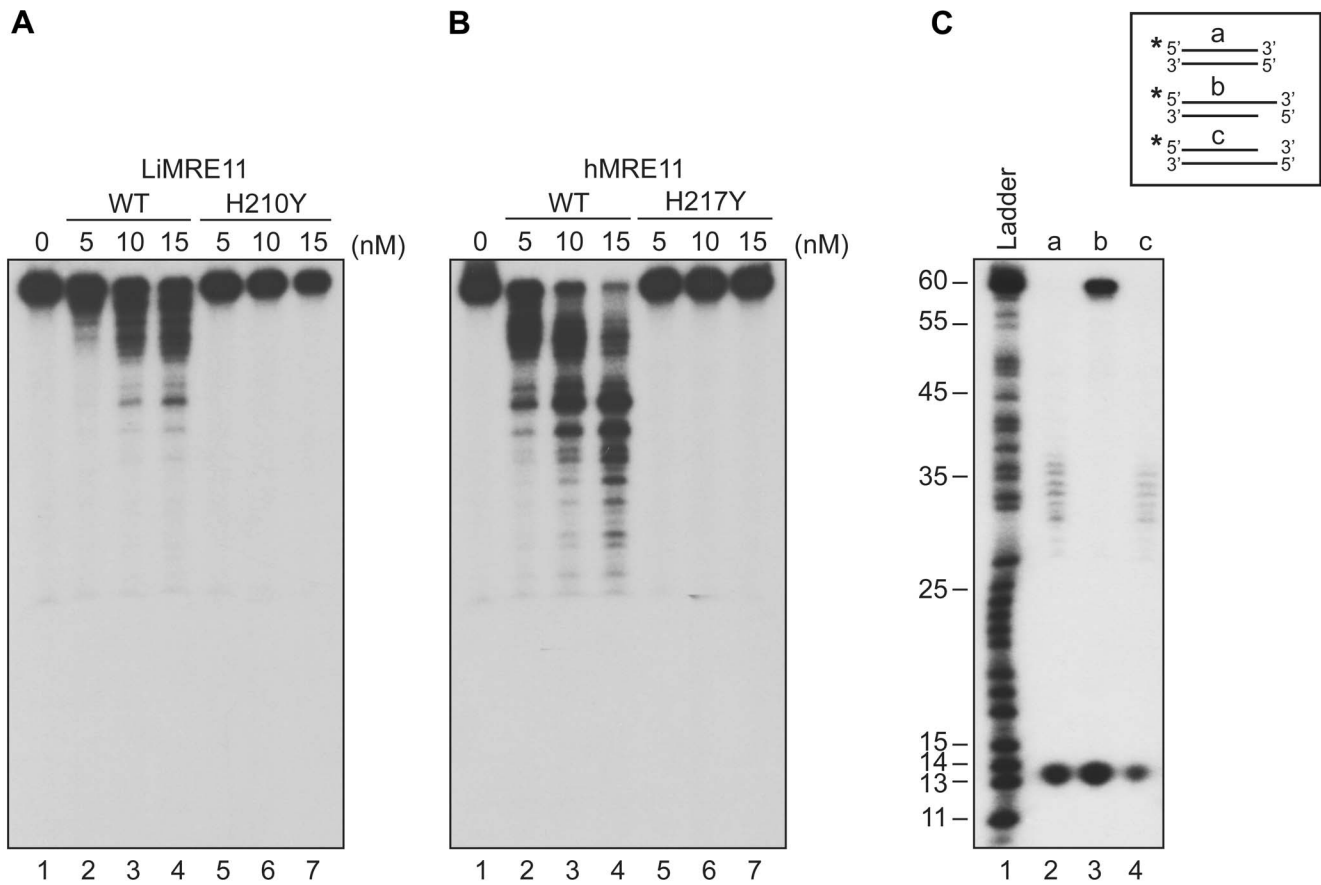 A
LiMRE11
WT H210Y
0 5 10 15 5 10 15 (nM)
1 2 3 4 5 6 7
B
hMRE11
WT H217Y
0 5 10 15 5 10 15 (nM)
1 2 3 4 5 6 7
C
a
* 5’ 3’
3’ 5’
b
* 5’ 3’
3’ 5’
c
* 5’ 3’
3’ 5’
Ladder a b c
60
55
45
35
25
15
14
13
11
1 2 3 4